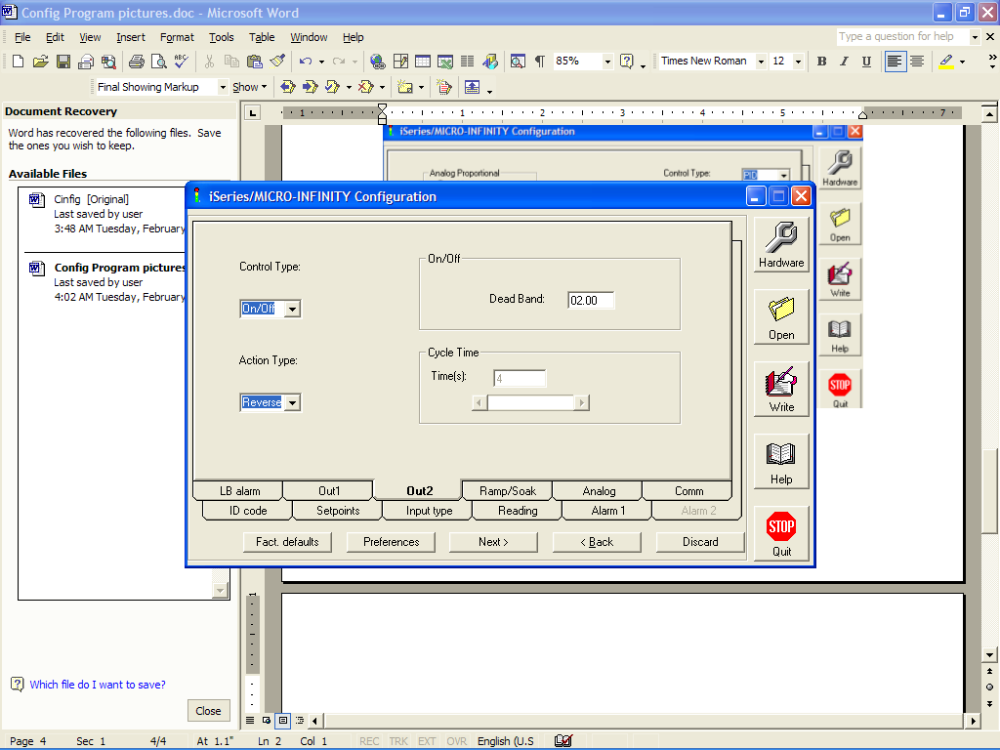 Config Program pictures.doc - Microsoft Word
File Edit View Insert Format Tools Table Window Help
Type a question for help
85%
Times New Roman
12
B I U
Final Showing Markup
Show
Document Recovery
Word has recovered the following files. Save
the ones you wish to keep.
Available Files
Cinfig [Original]
Last saved by user
3:48 AM Tuesday, February
Config Program pictures
Last saved by user
4:02 AM Tuesday, February
Which file do I want to save?
Close
1 1 2 3 4 5 7
iSeries/MICRO-INFINITY Configuration
Analog Proportional
Control Type:
PID
Hardware
Open
Write
Help
STOP
Quit
iSeries/MICRO-INFINITY Configuration
Control Type:
On/Off
Action Type:
Reverse
On/Off
Dead Band:
02.00
Cycle Time
Time(s):
4
LB alarm Out1 Out2 Ramp/Soak Analog Comm
ID code Setpoints Input type Reading Alarm 1 Alarm 2
Fact. defaults Preferences Next > < Back Discard
Hardware
Open
Write
Help
STOP
Quit
Page 4 Sec 1 4/4 At 1.1" Ln 2 Col 1 REC TRK EXT OVR English (U.S